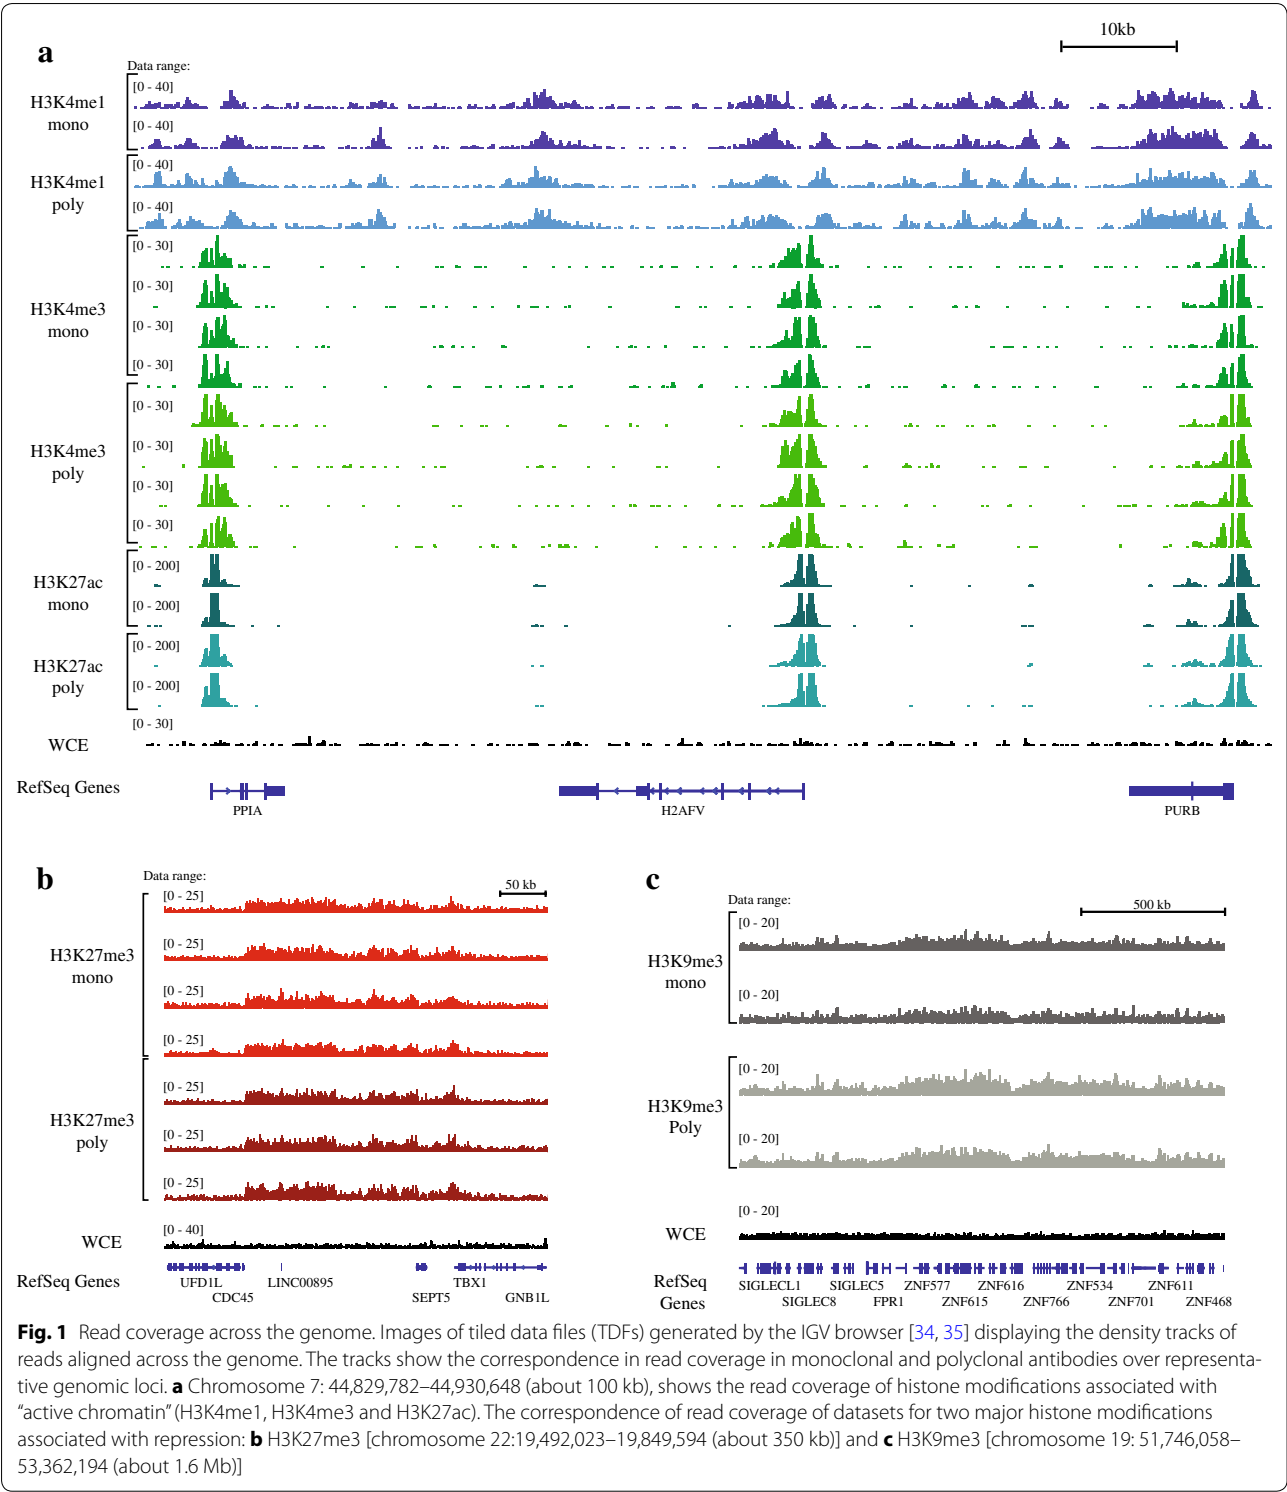 a
10kb
Data range:
H3K4me1
mono
[0 - 40]
[0 - 40]
H3K4me1
poly
[0 - 40]
[0 - 40]
H3K4me3
mono
[0 - 30]
[0 - 30]
[0 - 30]
[0 - 30]
H3K4me3
poly
[0 - 30]
[0 - 30]
[0 - 30]
[0 - 30]
H3K27ac
mono
[0 - 200]
[0 - 200]
H3K27ac
poly
[0 - 200]
[0 - 200]
[0 - 30]
WCE
RefSeq Genes
PPIA
H2AFV
PURB
b
Data range:
50 kb
H3K27me3
mono
[0 - 25]
[0 - 25]
[0 - 25]
[0 - 25]
H3K27me3
poly
[0 - 25]
[0 - 25]
[0 - 25]
WCE
[0 - 40]
RefSeq Genes
UFD1L
LINC00895
TBX1
CDC45
SEPT5
GNB1L
c
Data range:
500 kb
H3K9me3
mono
[0 - 20]
[0 - 20]
H3K9me3
Poly
[0 - 20]
[0 - 20]
WCE
[0 - 20]
RefSeq
Genes
SIGLECL1
SIGLEC5
ZNF577
ZNF616
ZNF534
ZNF611
SIGLEC8
FPR1
ZNF615
ZNF766
ZNF701
ZNF468
Fig. 1 Read coverage across the genome. Images of tiled data files (TDFs) generated by the IGV browser [34, 35] displaying the density tracks of
reads aligned across the genome. The tracks show the correspondence in read coverage in monoclonal and polyclonal antibodies over representa-
tive genomic loci. a Chromosome 7: 44,829,782–44,930,648 (about 100 kb), shows the read coverage of histone modifications associated with
“active chromatin” (H3K4me1, H3K4me3 and H3K27ac). The correspondence of read coverage of datasets for two major histone modifications
associated with repression: b H3K27me3 [chromosome 22:19,492,023–19,849,594 (about 350 kb)] and c H3K9me3 [chromosome 19: 51,746,058–
53,362,194 (about 1.6 Mb)]